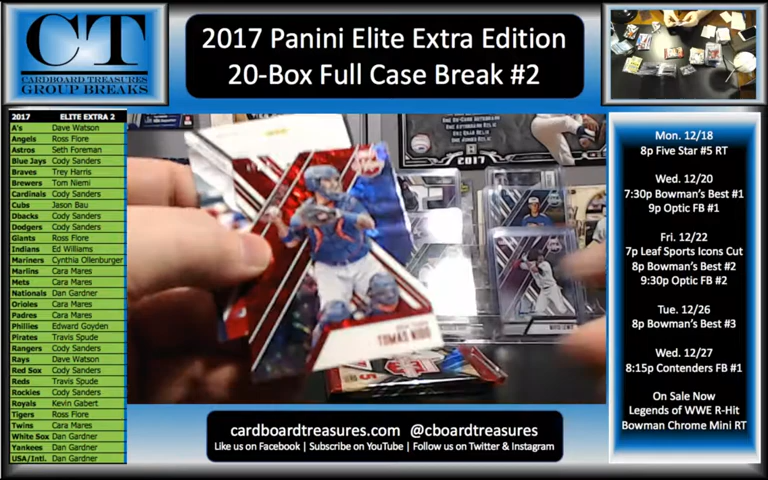 CT
CARDBOARD TREASURES
GROUP BREAKS
2017 Panini Elite Extra Edition
20-Box Full Case Break #2
2017 ELITE EXTRA 2
A's Dave Watson
Angels Ross Flore
Astros Seth Foreman
Blue Jays Cody Sanders
Braves Trey Harris
Brewers Tom Niemi
Cardinals Cody Sanders
Cubs Jason Bau
Dbacks Cody Sanders
Dodgers Cody Sanders
Giants Ross Flore
Indians Ed Williams
Mariners Cynthia Ollenburger
Marlins Cara Mares
Mets Cara Mares
Nationals Dan Gardner
Orioles Cara Mares
Padres Cara Mares
Phillies Edward Goyden
Pirates Travis Spude
Rangers Cody Sanders
Rays Dave Watson
Red Sox Cody Sanders
Reds Travis Spude
Rockies Cody Sanders
Royals Kevin Gabert
Tigers Ross Flore
Twins Cara Mares
White Sox Dan Gardner
Yankees Dan Gardner
USA/Intl. Dan Gardner
2017
TOMAS NIDO
Mon. 12/18
8p Five Star #5 RT
Wed. 12/20
7:30p Bowman's Best #1
9p Optic FB #1
Fri. 12/22
7p Leaf Sports Icons Cut
8p Bowman's Best #2
9:30p Optic FB #2
Tue. 12/26
8p Bowman's Best #3
Wed. 12/27
8:15p Contenders FB #1
On Sale Now
Legends of WWE R-Hit
Bowman Chrome Mini RT
cardboardtreasures.com @cboardtreasures
Like us on Facebook | Subscribe on YouTube | Follow us on Twitter & Instagram